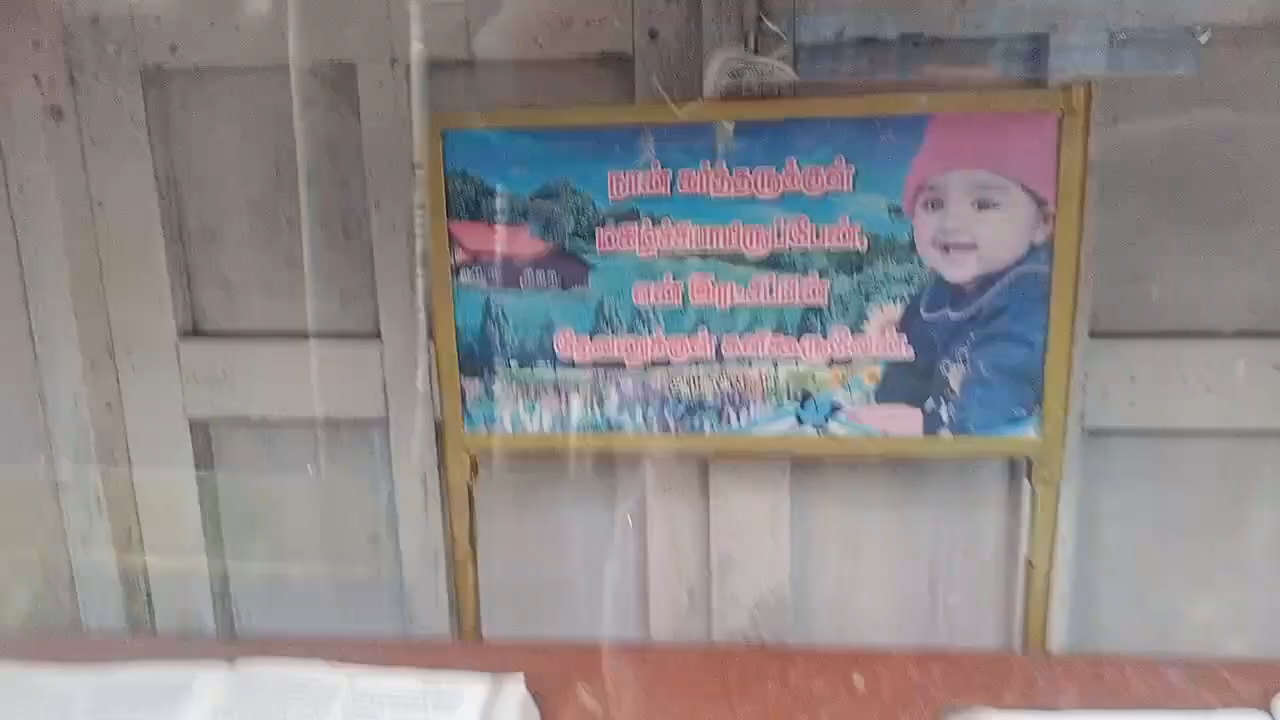 நான் கர்த்தருக்குள்
மகிழ்ச்சியாயிருப்பேன்,
என் இரட்சிப்பின்
தேவனுக்குள் களிகூருவேன்.